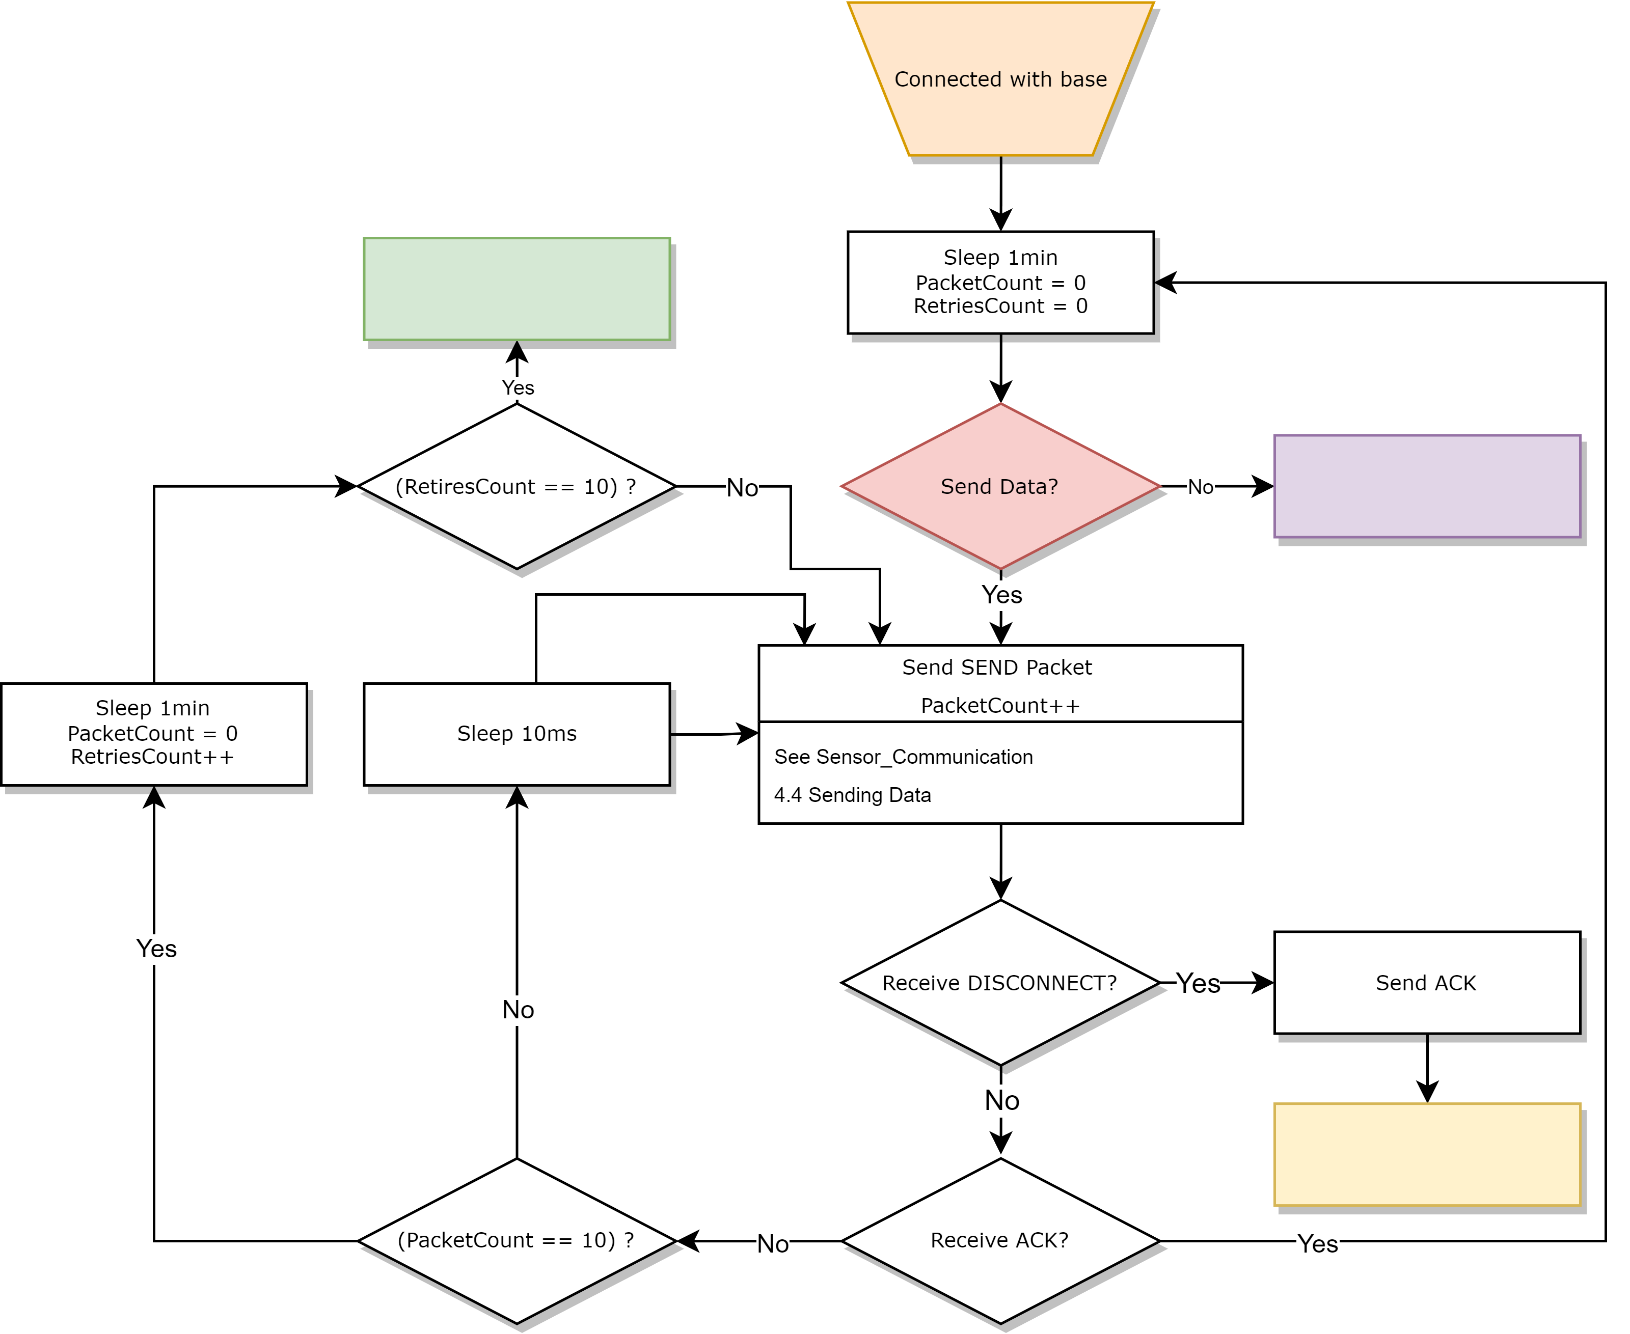 Connected with base
Sleep 1min
PacketCount = 0
RetriesCount = 0
Yes
(RetiresCount == 10) ?
No
Send Data?
No
Yes
Send SEND Packet
PacketCount++
See Sensor_Communication
4.4 Sending Data
Sleep 1min
PacketCount = 0
RetriesCount++
Sleep 10ms
Yes
No
Receive DISCONNECT?
Yes
Send ACK
No
(PacketCount == 10) ?
No
Receive ACK?
Yes